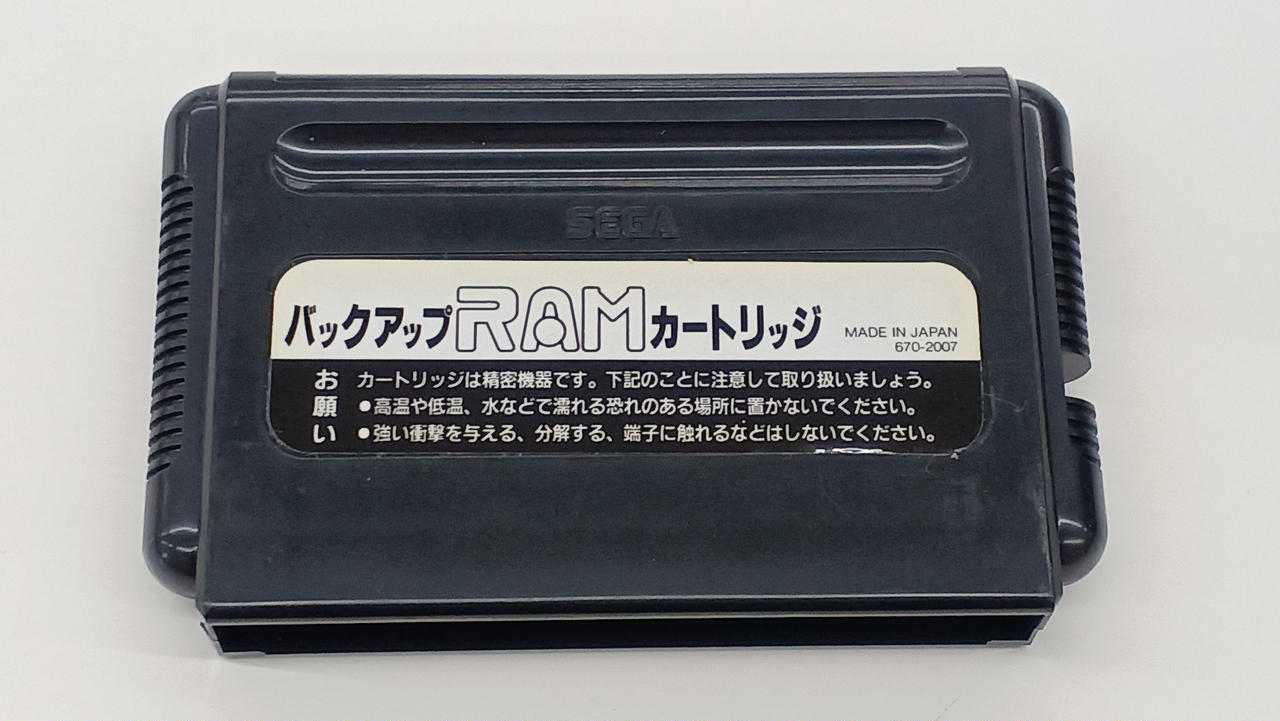 SEGA
バックアップRAMカートリッジ
MADE IN JAPAN
670-2007
お願い
カートリッジは精密機器です。下記のことに注意して取り扱いましょう。
●高温や低温、水などで濡れる恐れのある場所に置かないでください。
●強い衝撃を与える、分解する、端子に触れるなどはしないでください。